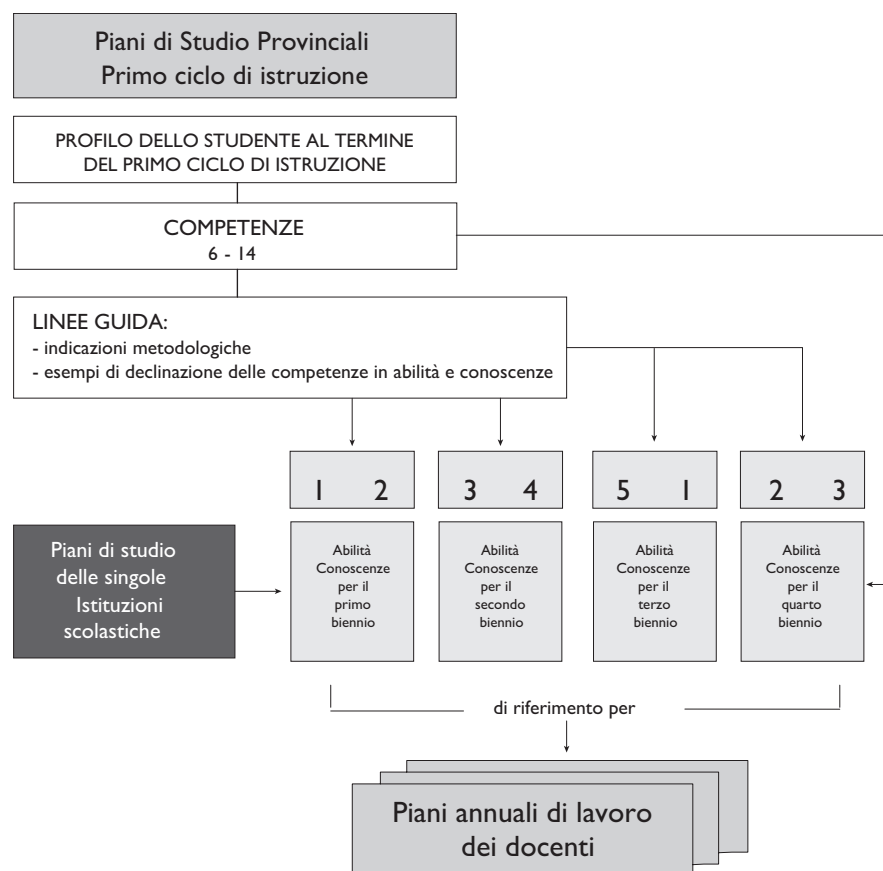 Piani di Studio Provinciali
Primo ciclo di istruzione
PROFILO DELLO STUDENTE AL TERMINE
DEL PRIMO CICLO DI ISTRUZIONE
COMPETENZE
6 - 14
LINEE GUIDA:
- indicazioni metodologiche
- esempi di declinazione delle competenze in abilità e conoscenze
1 2
3 4
5 1
2 3
Piani di studio
delle singole
Istituzioni
scolastiche
Abilità
Conoscenze
per il
primo
biennio
Abilità
Conoscenze
per il
secondo
biennio
Abilità
Conoscenze
per il
terzo
biennio
Abilità
Conoscenze
per il
quarto
biennio
di riferimento per
Piani annuali di lavoro
dei docenti